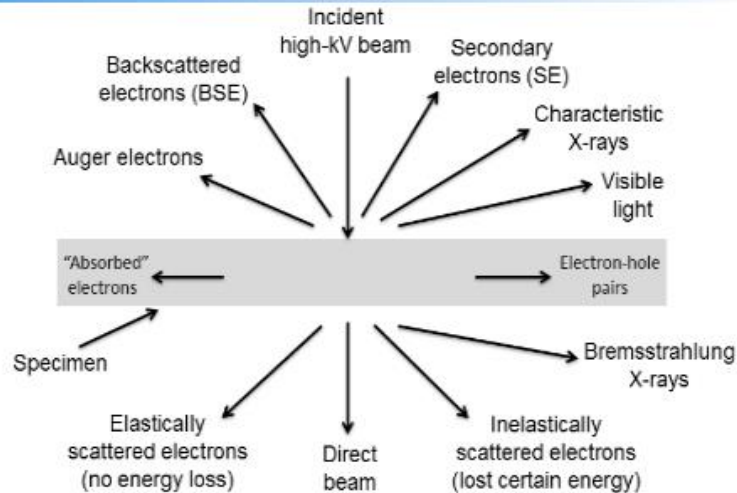 Incident
high-kV beam
Backscattered
electrons (BSE)
Secondary
electrons (SE)
Auger electrons
Characteristic
X-rays
Visible
light
“Absorbed”
electrons
Electron-hole
pairs
Specimen
Bremsstrahlung
X-rays
Elastically
scattered electrons
(no energy loss)
Direct
beam
Inelastically
scattered electrons
(lost certain energy)